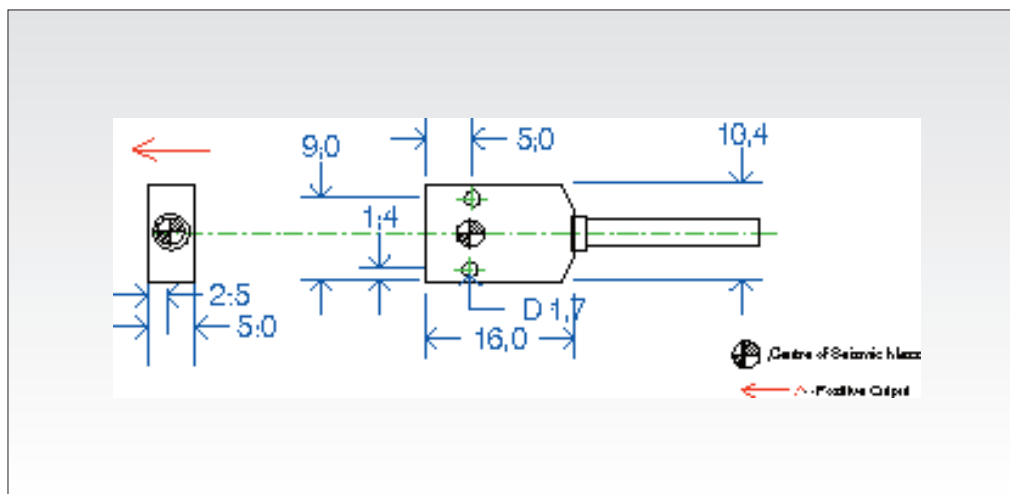 9,0
5,0
10,4
1:4
2:5
5:0
D 1,7
16,0
Centre of Seismic
Positive Output